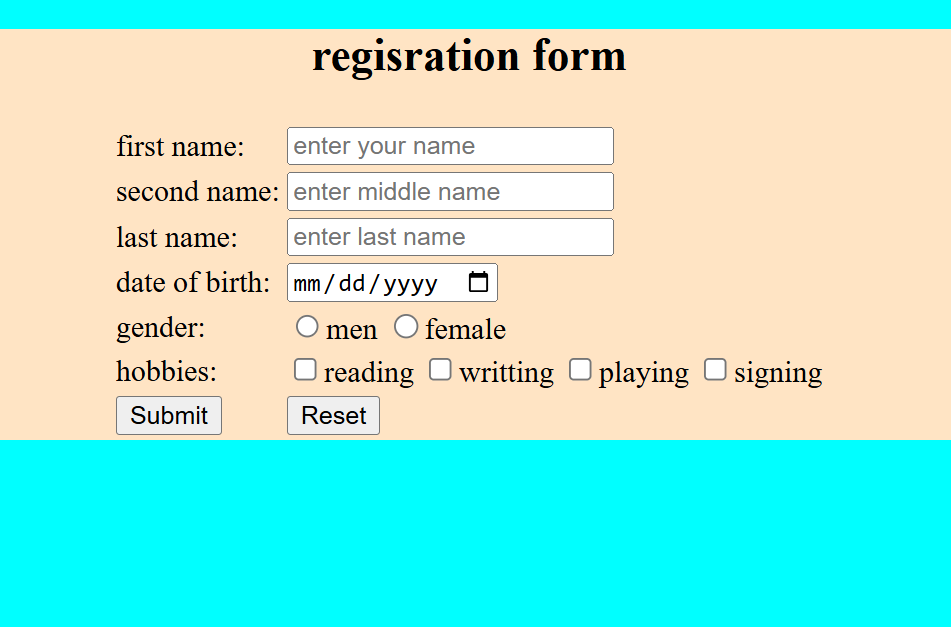 regisration form
first name: enter your name
second name: enter middle name
last name: enter last name
date of birth: mm/dd/yyyy
gender: men female
hobbies: reading writting playing signing
Submit Reset